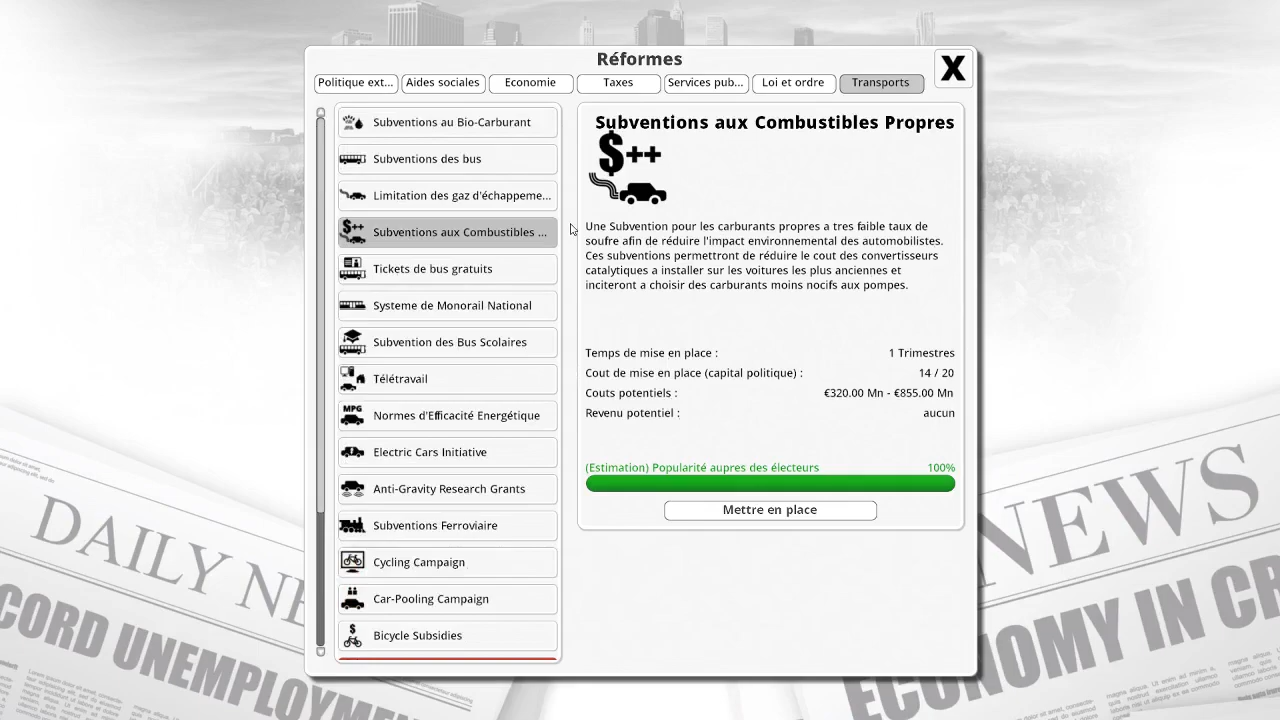 Réformes
X
Politique ext...
Aides sociales
Economie
Taxes
Services pub...
Loi et ordre
Transports
Subventions au Bio-Carburant
Subventions des bus
Limitation des gaz d'échappeme...
$++
Subventions aux Combustibles ...
Tickets de bus gratuits
Systeme de Monorail National
Subvention des Bus Scolaires
Télétravail
MPG
Normes d'Efficacité Energétique
Electric Cars Initiative
Anti-Gravity Research Grants
Subventions Ferroviaire
Cycling Campaign
Car-Pooling Campaign
$
Bicycle Subsidies
Subventions aux Combustibles Propres
$++
Une Subvention pour les carburants propres a tres faible taux de
soufre afin de réduire l'impact environnemental des automobilistes.
Ces subventions permettront de réduire le cout des convertisseurs
catalytiques a installer sur les voitures les plus anciennes et
inciteront a choisir des carburants moins nocifs aux pompes.
Temps de mise en place : 1 Trimestres
Cout de mise en place (capital politique) : 14 / 20
Couts potentiels : €320.00 Mn - €855.00 Mn
Revenu potentiel : aucun
(Estimation) Popularité aupres des électeurs 100%
Mettre en place
DAILY NE
CORD UNEMPLOYM
NEWS
ECONOMY IN CR